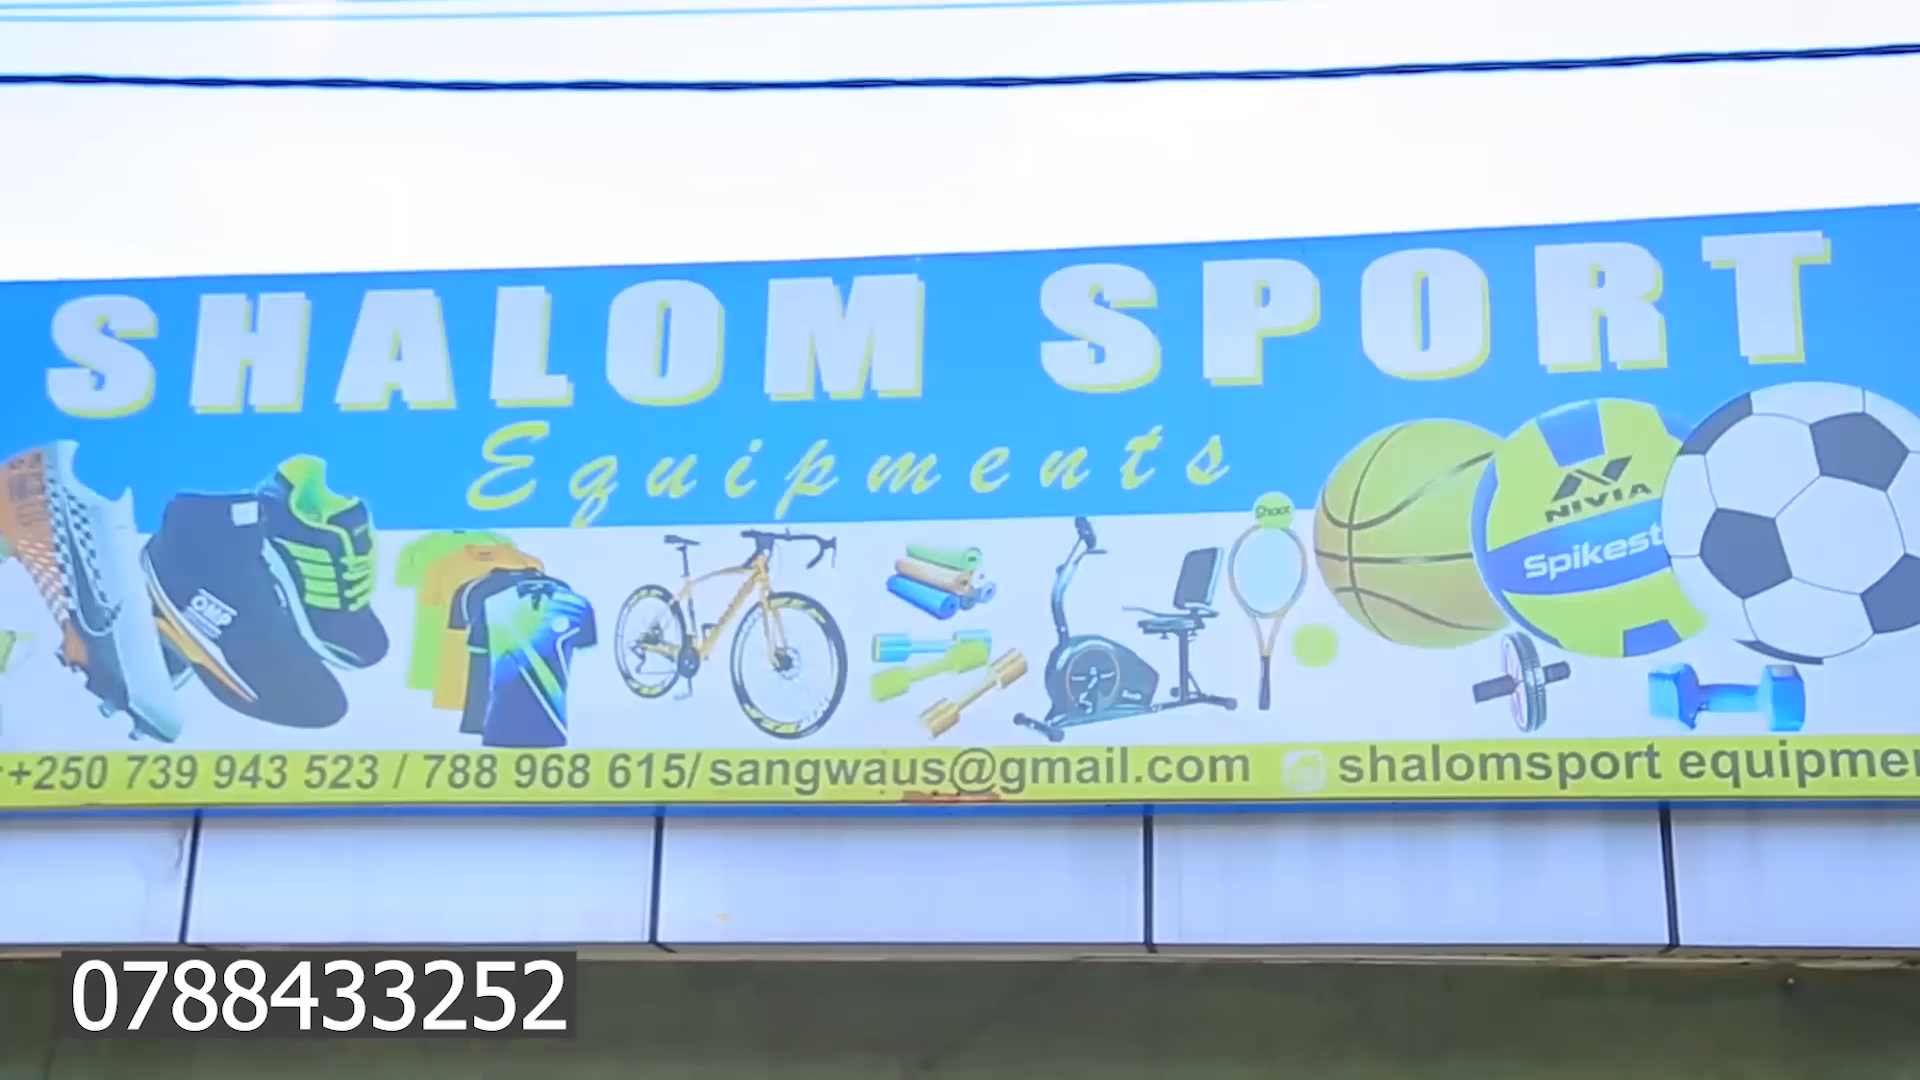 SHALOM SPORT
Equipments
Shoot
NIVIA
Spikest
OMP
+250 739 943 523 / 788 968 615/ sangwaus@gmail.com shalomsport equipmen
0788433252